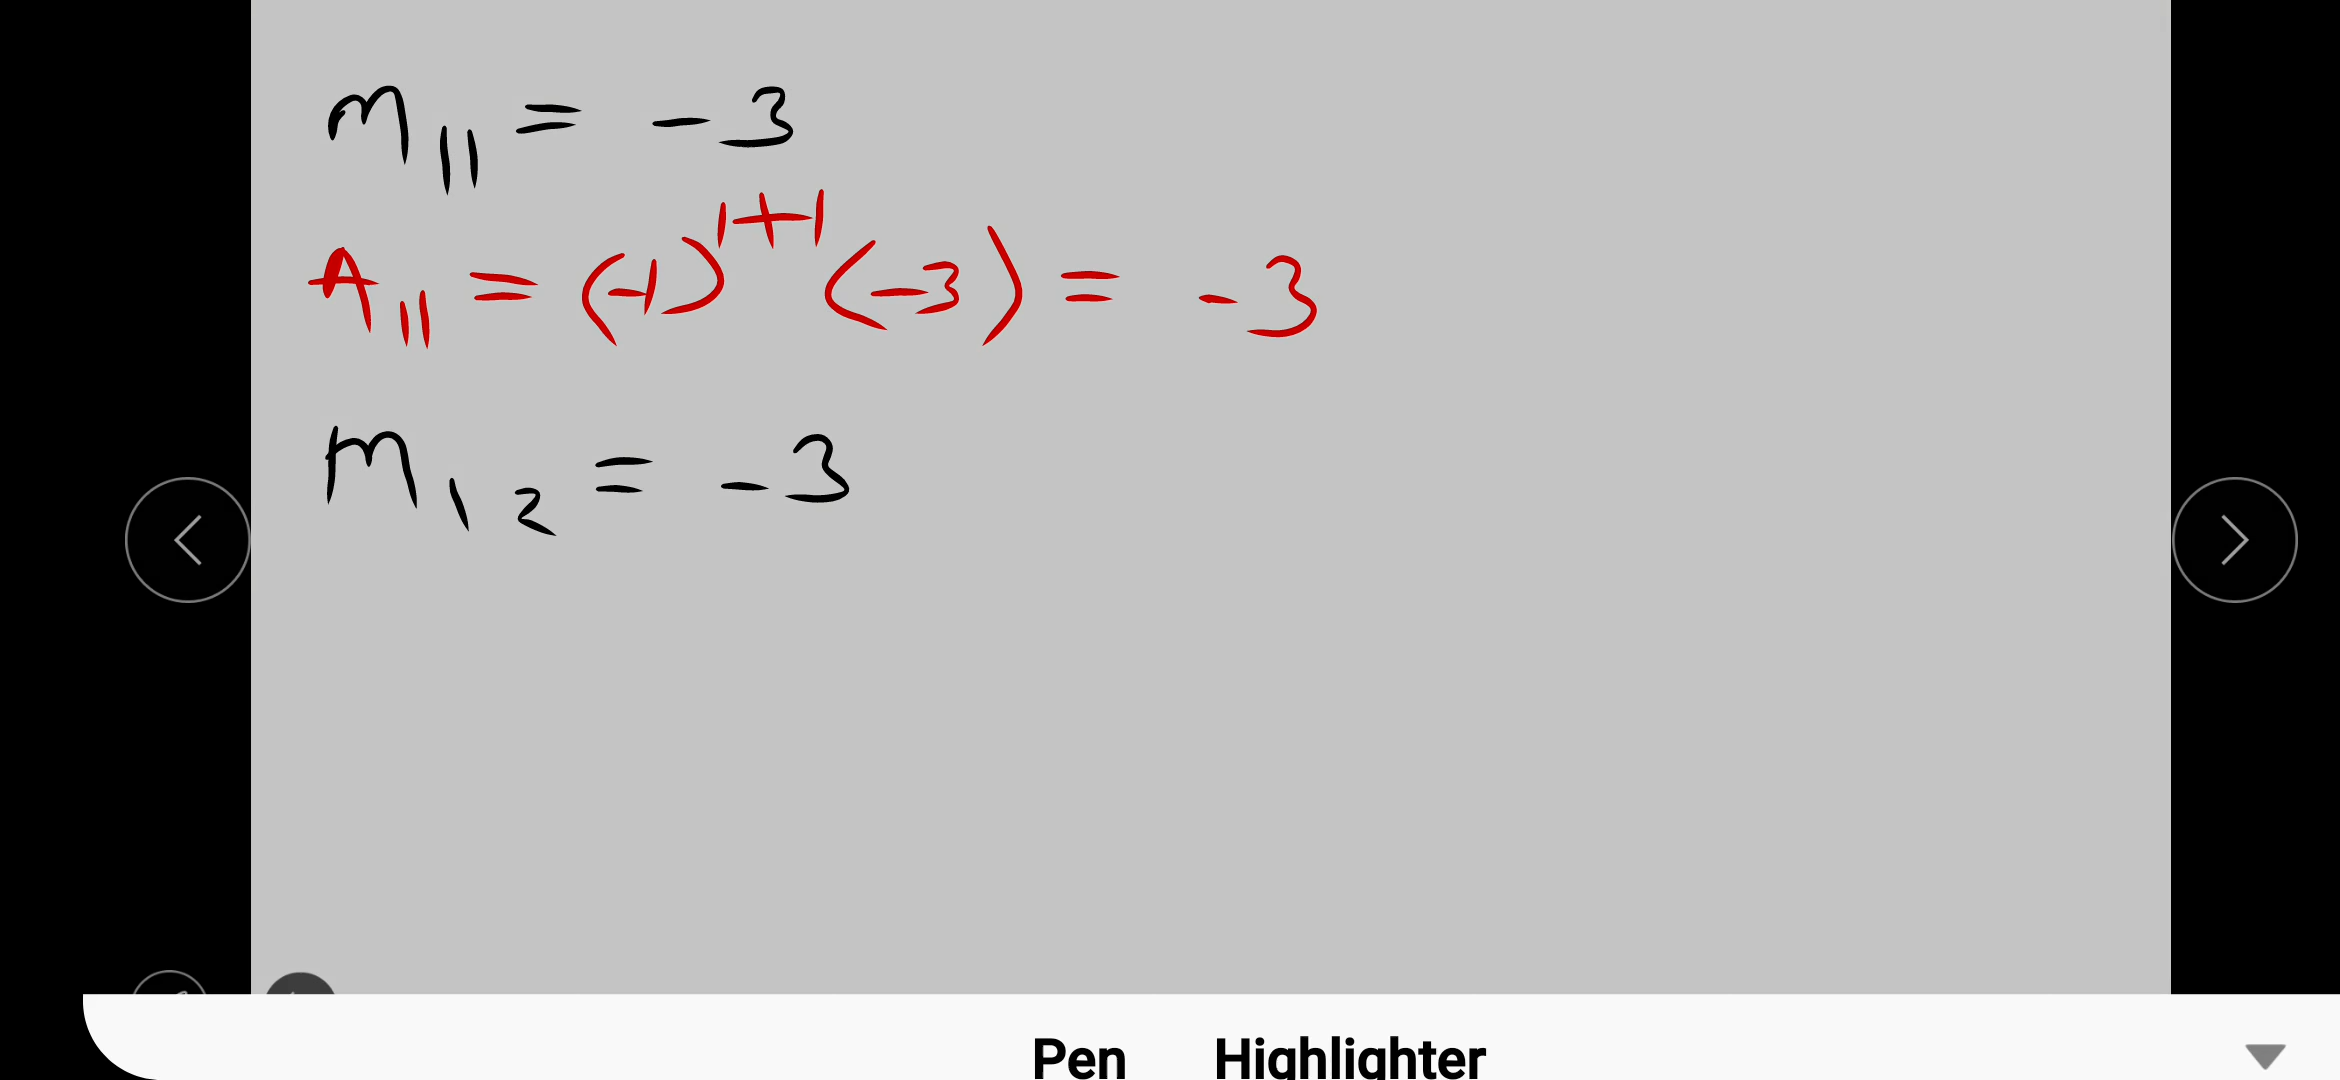 m₁₁ = -3
A₁₁ = (-1)¹⁺¹(-3) = -3
m₁₂ = -3
Pen Highlighter